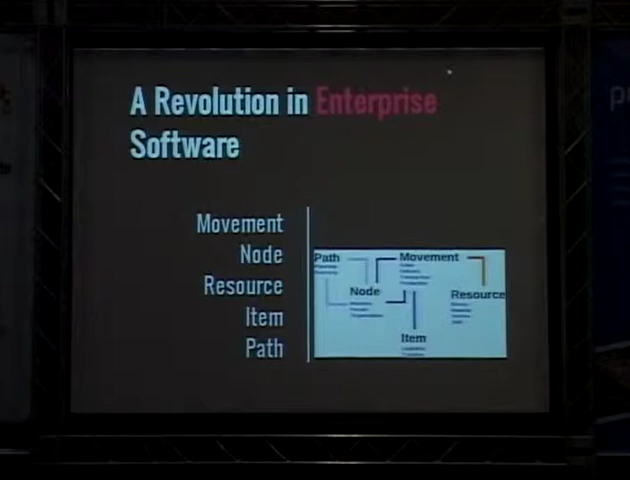 A Revolution in Enterprise
Software
Movement
Node
Resource
Item
Path
Path
Movement
Node
Resource
Item